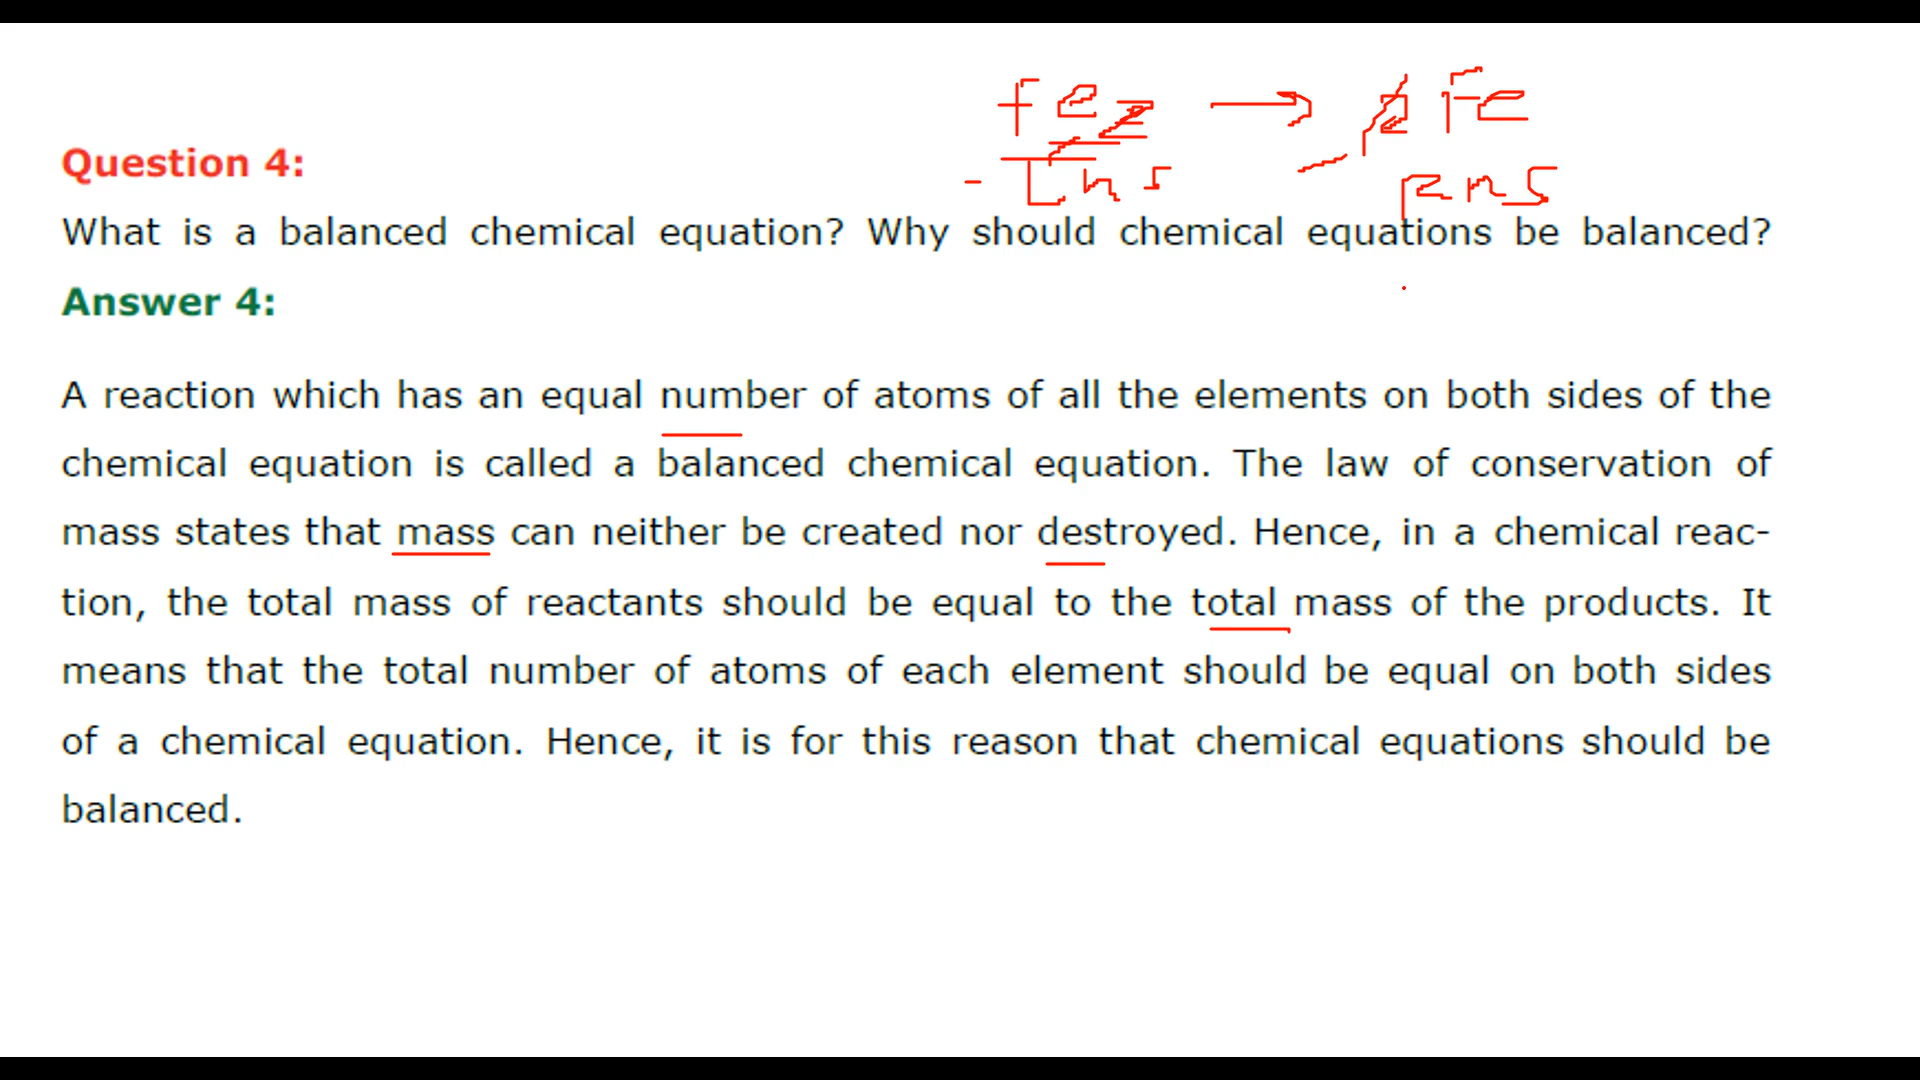 Fe2 → 2 Fe
Question 4:
LHS RHS
What is a balanced chemical equation? Why should chemical equations be balanced?
Answer 4:
A reaction which has an equal number of atoms of all the elements on both sides of the
chemical equation is called a balanced chemical equation. The law of conservation of
mass states that mass can neither be created nor destroyed. Hence, in a chemical reac-
tion, the total mass of reactants should be equal to the total mass of the products. It
means that the total number of atoms of each element should be equal on both sides
of a chemical equation. Hence, it is for this reason that chemical equations should be
balanced.